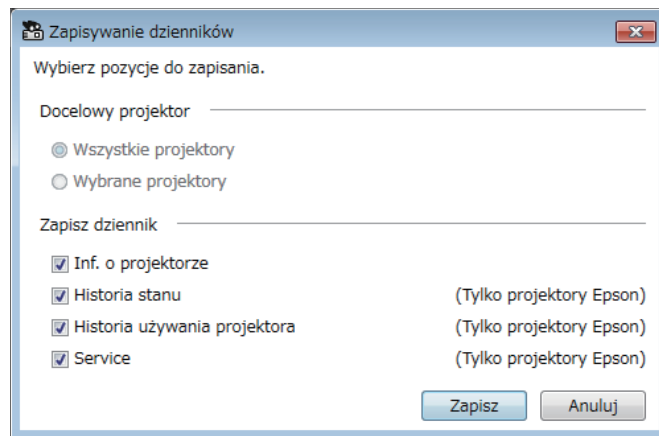 Zapisywanie dzienników
Wybierz pozycje do zapisania.
Docelowy projektor
Wszystkie projektory
Wybrane projektory
Zapisz dziennik
Inf. o projektorze
Historia stanu (Tylko projektory Epson)
Historia używania projektora (Tylko projektory Epson)
Service (Tylko projektory Epson)
Zapisz Anuluj